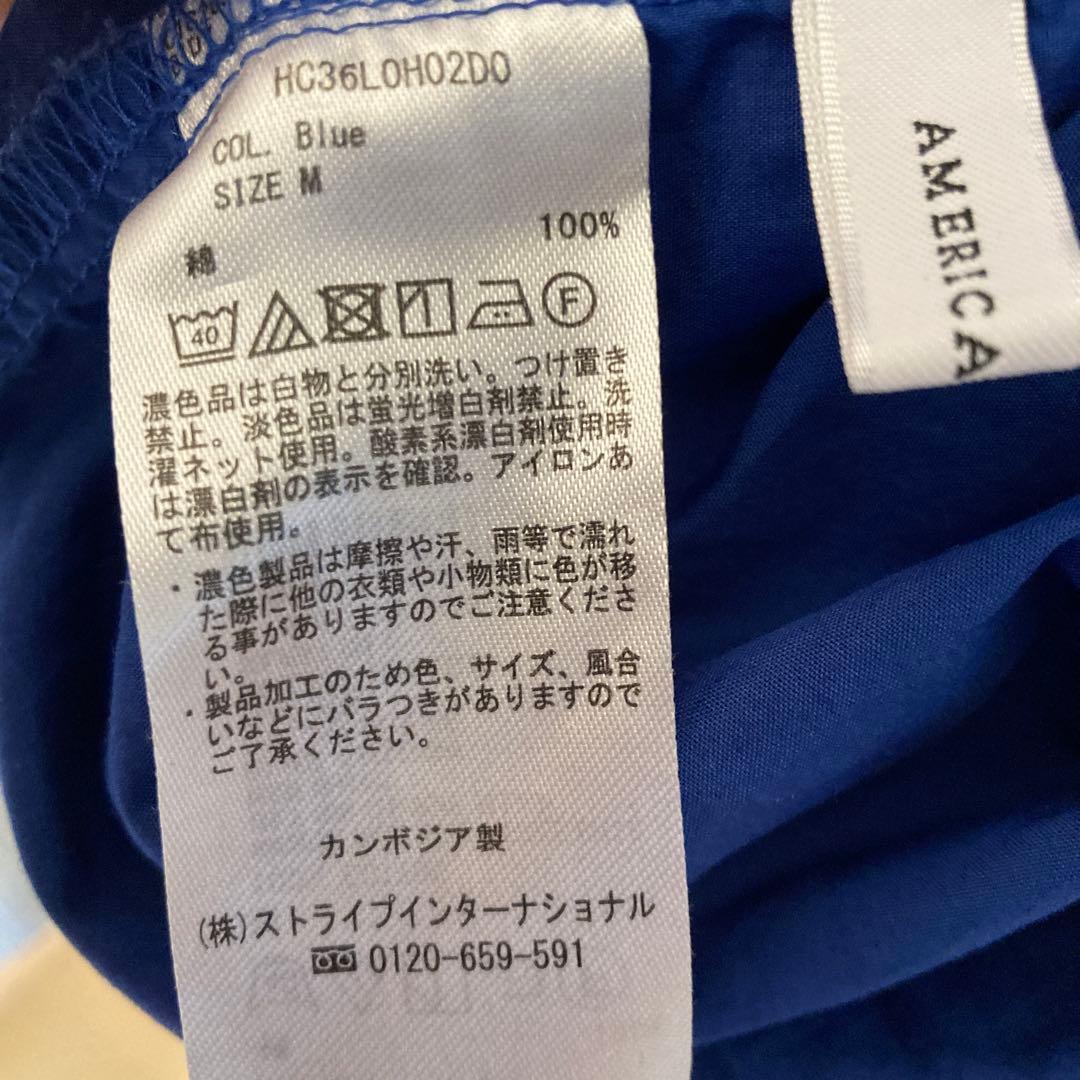 HC36L0H02D0
COL. Blue
SIZE M
綿 100%
40
F
濃色品は白物と分別洗い。つけ置き
禁止。淡色品は蛍光増白剤禁止。洗
濯ネット使用。酸素系漂白剤使用時
は漂白剤の表示を確認。アイロンあ
て布使用。
・濃色製品は摩擦や汗、雨等で濡れ
た際に他の衣類や小物類に色が移
る事がありますのでご注意くださ
い。
・製品加工のため色、サイズ、風合
いなどにバラつきがありますので
ご了承ください。
カンボジア製
(株)ストライプインターナショナル
0120-659-591
AMERICA